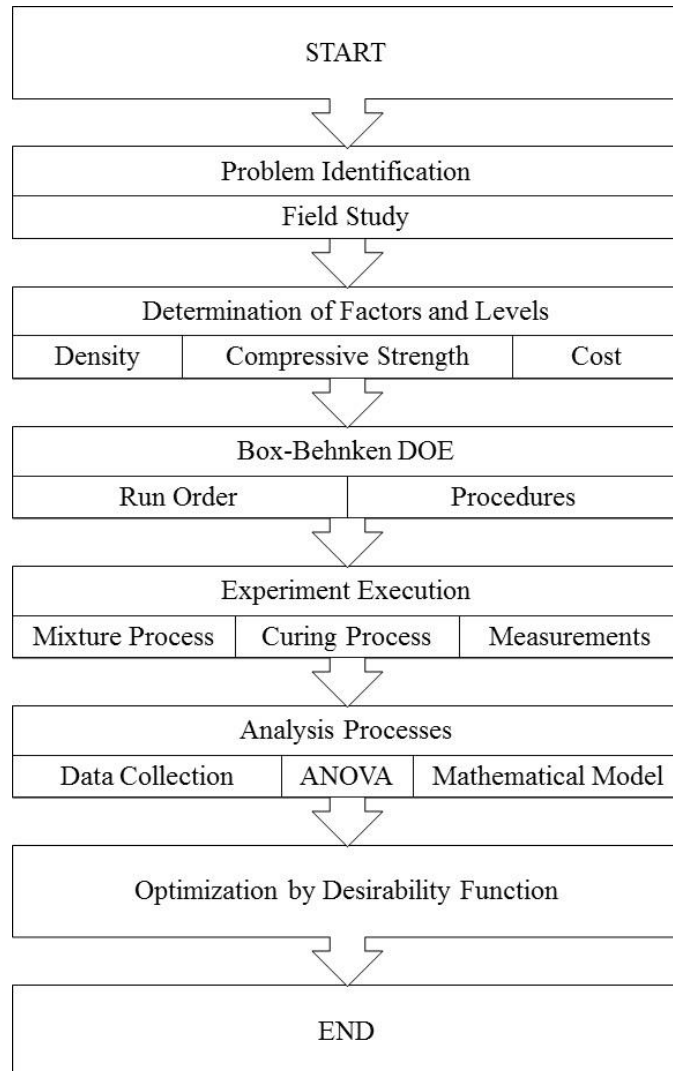 START
Problem Identification
Field Study
Determination of Factors and Levels
Density Compressive Strength Cost
Box-Behnken DOE
Run Order Procedures
Experiment Execution
Mixture Process Curing Process Measurements
Analysis Processes
Data Collection ANOVA Mathematical Model
Optimization by Desirability Function
END